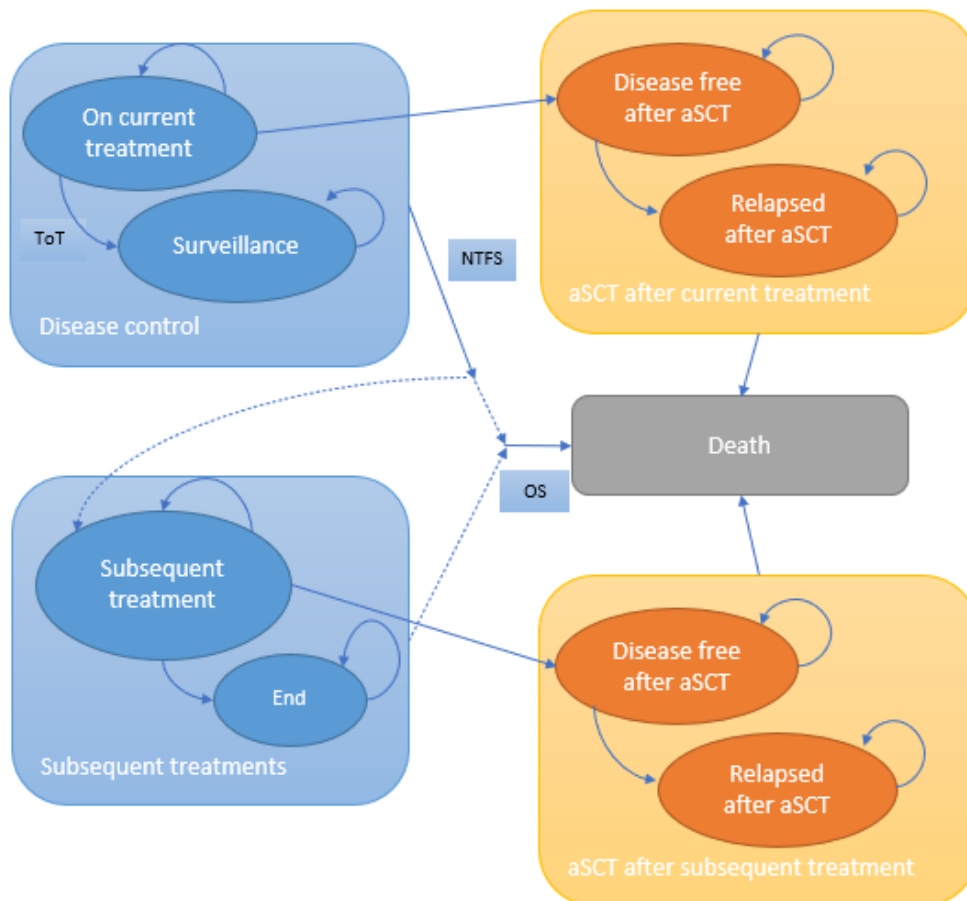 On current
treatment
ToT
Surveillance
Disease control
NTFS
Disease free
after aSCT
Relapsed
after aSCT
aSCT after current treatment
Death
OS
Subsequent
treatment
End
Subsequent treatments
Disease free
after aSCT
Relapsed
after aSCT
aSCT after subsequent treatment